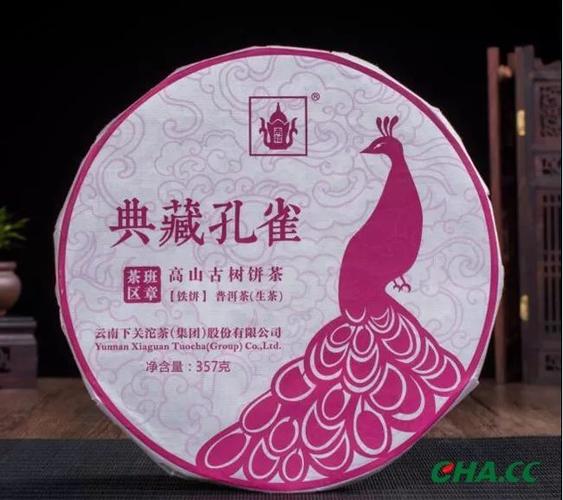 ®
典藏孔雀
茶班
区章
高山古树饼茶
【铁饼】 普洱茶(生茶)
云南下关沱茶(集团)股份有限公司
Yunnan Xiaguan Tuocha(Group) Co.,Ltd.
净含量:357克
CHA.CC